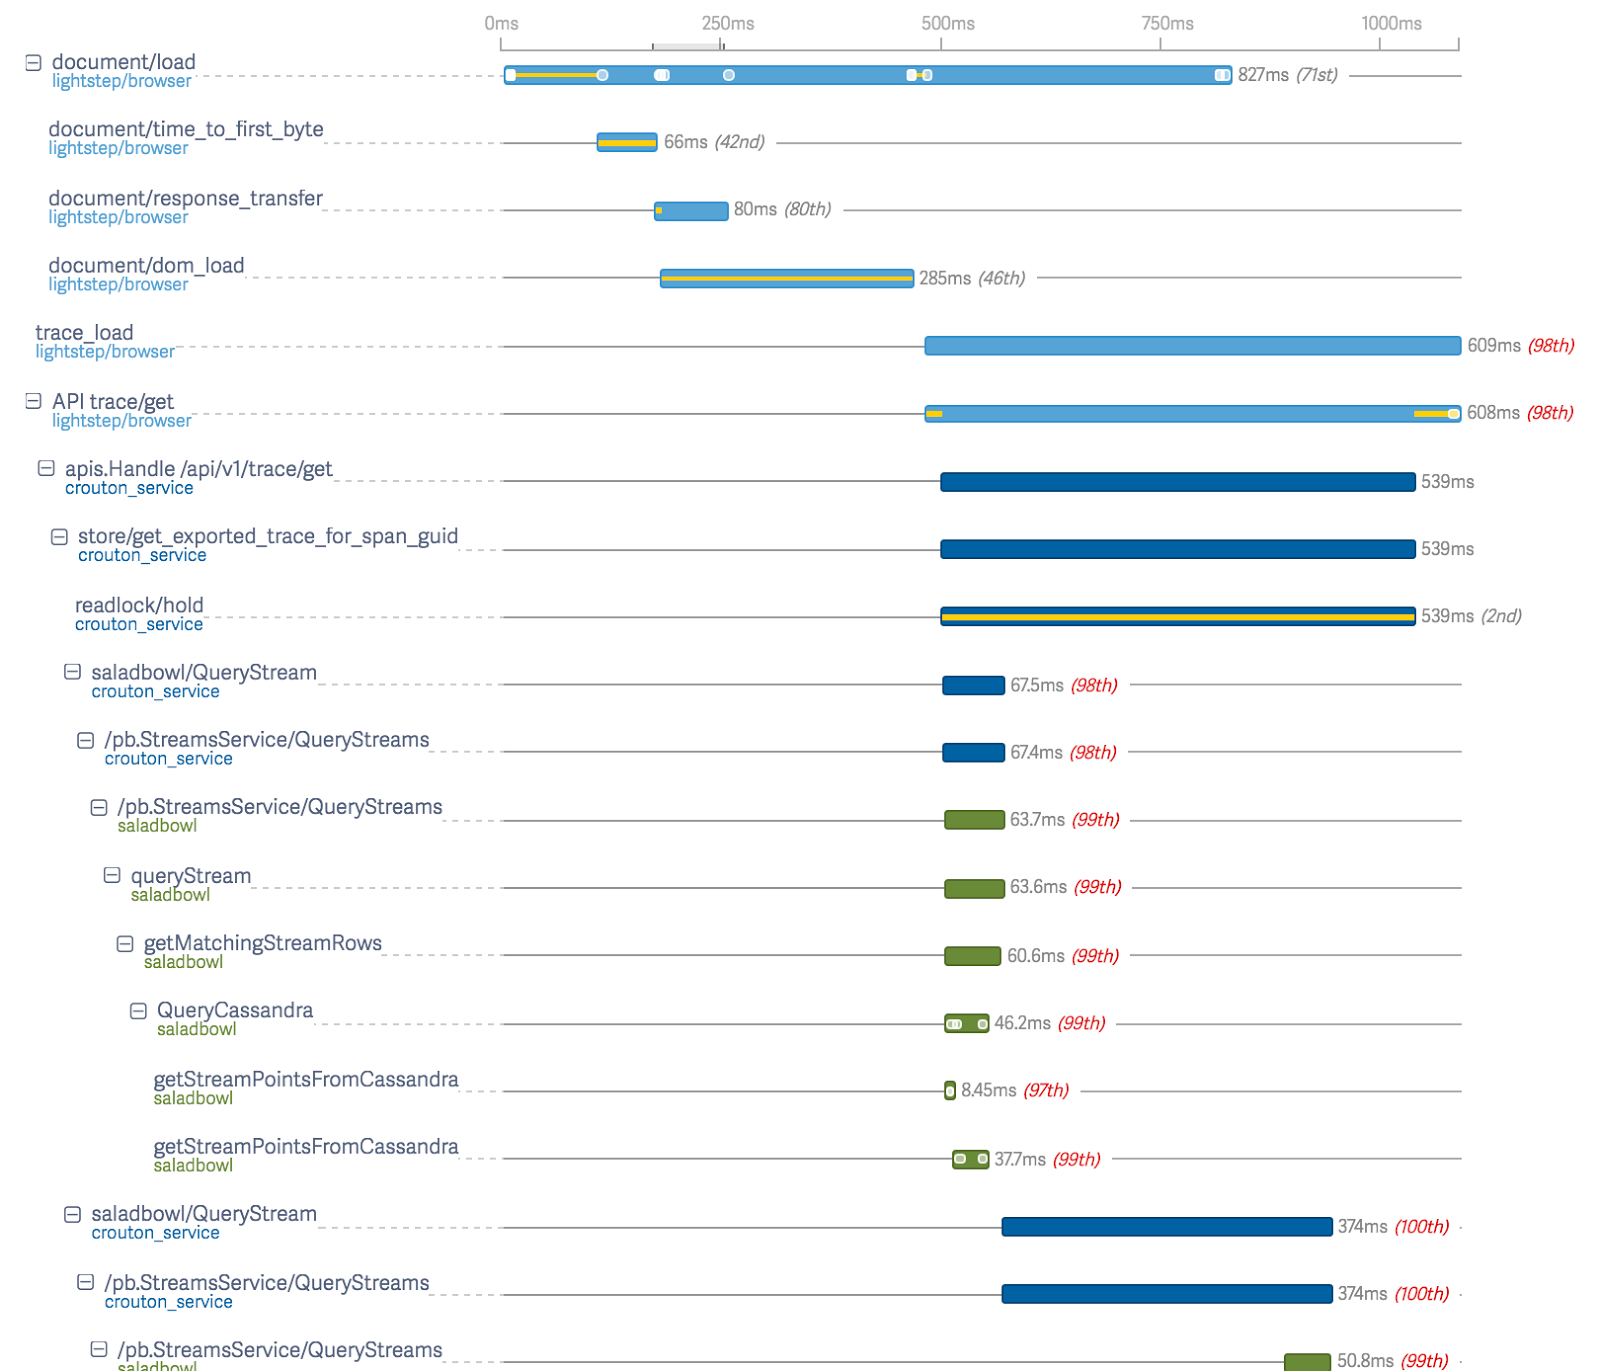 0ms 250ms 500ms 750ms 1000ms
document/load
lightstep/browser
827ms (71st)
document/time_to_first_byte
lightstep/browser
66ms (42nd)
document/response_transfer
lightstep/browser
80ms (80th)
document/dom_load
lightstep/browser
285ms (46th)
trace_load
lightstep/browser
609ms (98th)
API trace/get
lightstep/browser
608ms (98th)
apis.Handle /api/v1/trace/get
crouton_service
539ms
store/get_exported_trace_for_span_guid
crouton_service
539ms
readlock/hold
crouton_service
539ms (2nd)
saladbowl/QueryStream
crouton_service
67.5ms (98th)
/pb.StreamsService/QueryStreams
crouton_service
67.4ms (98th)
/pb.StreamsService/QueryStreams
saladbowl
63.7ms (99th)
queryStream
saladbowl
63.6ms (99th)
getMatchingStreamRows
saladbowl
60.6ms (99th)
QueryCassandra
saladbowl
46.2ms (99th)
getStreamPointsFromCassandra
saladbowl
8.45ms (97th)
getStreamPointsFromCassandra
saladbowl
37.7ms (99th)
saladbowl/QueryStream
crouton_service
374ms (100th)
/pb.StreamsService/QueryStreams
crouton_service
374ms (100th)
/pb.StreamsService/QueryStreams
saladbowl
50.8ms (99th)